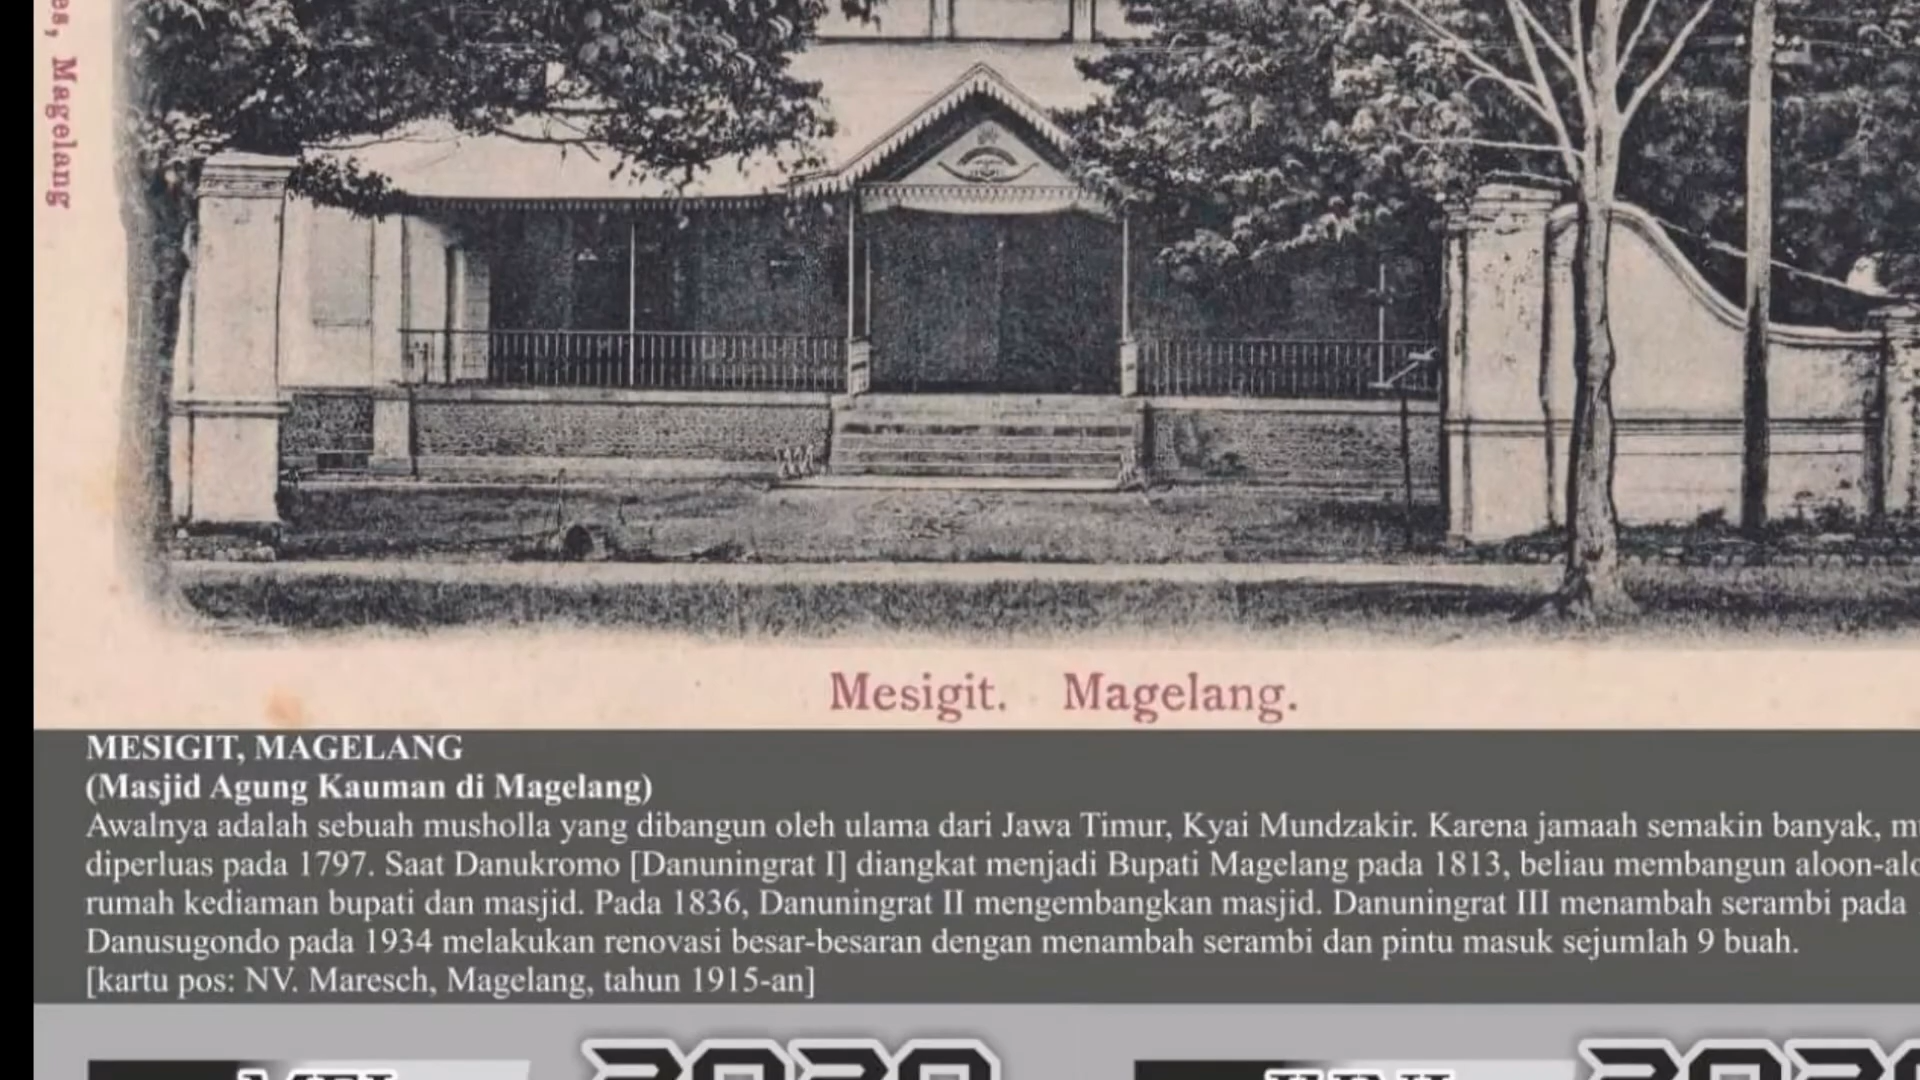 es, Magelang
Mesigit. Magelang.
MESIGIT, MAGELANG
(Masjid Agung Kauman di Magelang)
Awalnya adalah sebuah musholla yang dibangun oleh ulama dari Jawa Timur, Kyai Mundzakir. Karena jamaah semakin banyak,
diperluas pada 1797. Saat Danukromo [Danuningrat I] diangkat menjadi Bupati Magelang pada 1813, beliau membangun
rumah kediaman bupati dan masjid. Pada 1836, Danuningrat II mengembangkan masjid. Danuningrat III menambah serambi pada
Danusugondo pada 1934 melakukan renovasi besar-besaran dengan menambah serambi dan pintu masuk sejumlah 9 buah.
[kartu pos: NV. Maresch, Magelang, tahun 1915-an]
MEI 2020